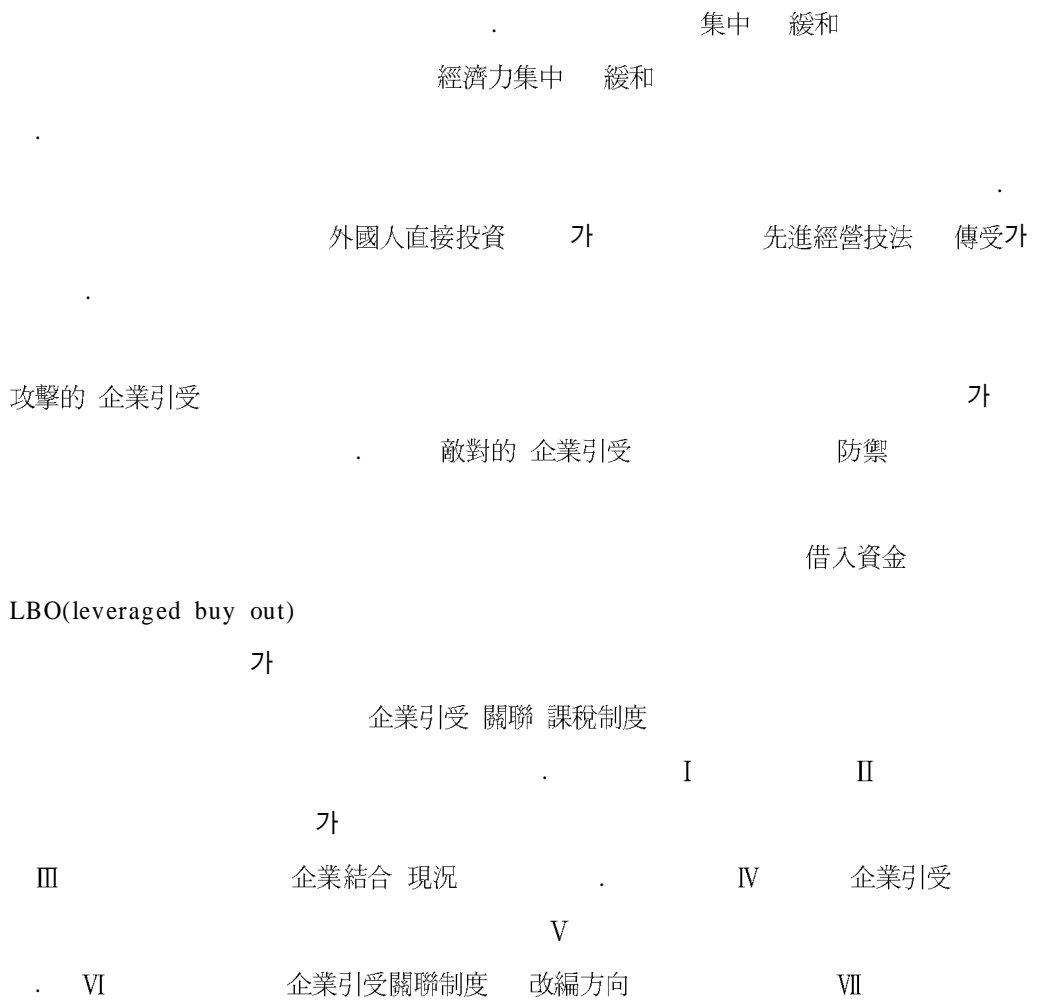 . 集中 緩和
經濟力集中 緩和
.
.
外國人直接投資 가 先進經營技法 傳受가
.
攻擊的 企業引受 가
. 敵對的 企業引受 防禦
借入資金
LBO(leveraged buy out)
가
企業引受 關聯 課稅制度
. Ⅰ Ⅱ
가
Ⅲ 企業結合 現況 . Ⅳ 企業引受
Ⅴ
. Ⅵ 企業引受關聯制度 改編方向 Ⅶ